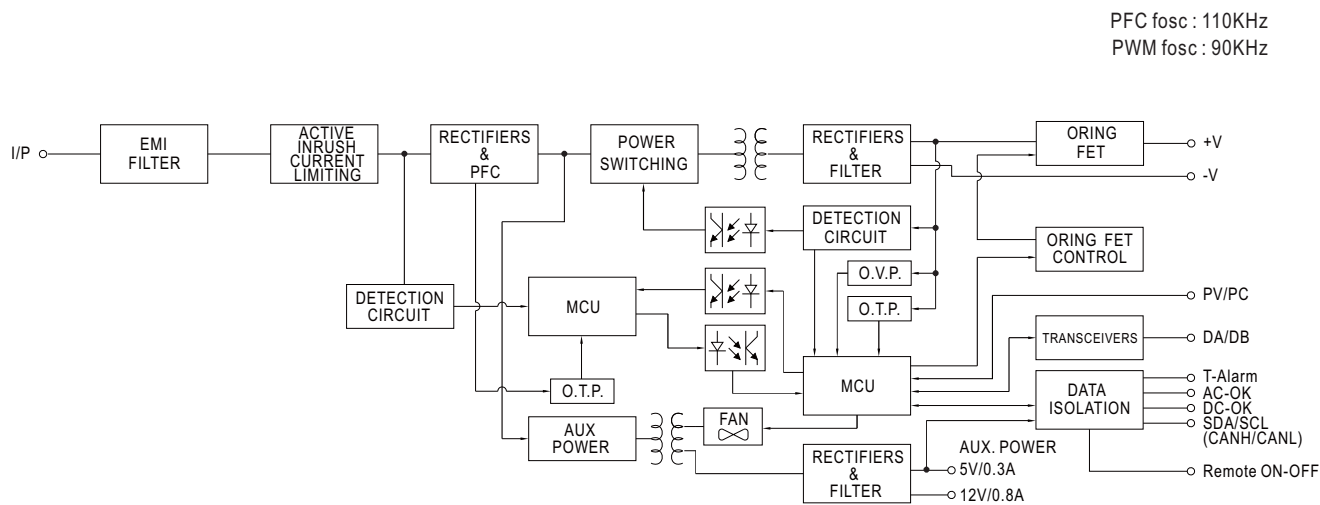 PFC fosc : 110KHz
PWM fosc : 90KHz
I/P
EMI
FILTER
ACTIVE
INRUSH
CURRENT
LIMITING
RECTIFIERS
&
PFC
POWER
SWITCHING
RECTIFIERS
&
FILTER
ORING
FET
+V
-V
DETECTION
CIRCUIT
ORING FET
CONTROL
O.V.P.
O.T.P.
DETECTION
CIRCUIT
MCU
PV/PC
TRANSCEIVERS
DA/DB
MCU
O.T.P.
DATA
ISOLATION
T-Alarm
AC-OK
DC-OK
SDA/SCL
(CANH/CANL)
Remote ON-OFF
AUX
POWER
FAN
RECTIFIERS
&
FILTER
AUX. POWER
5V/0.3A
12V/0.8A